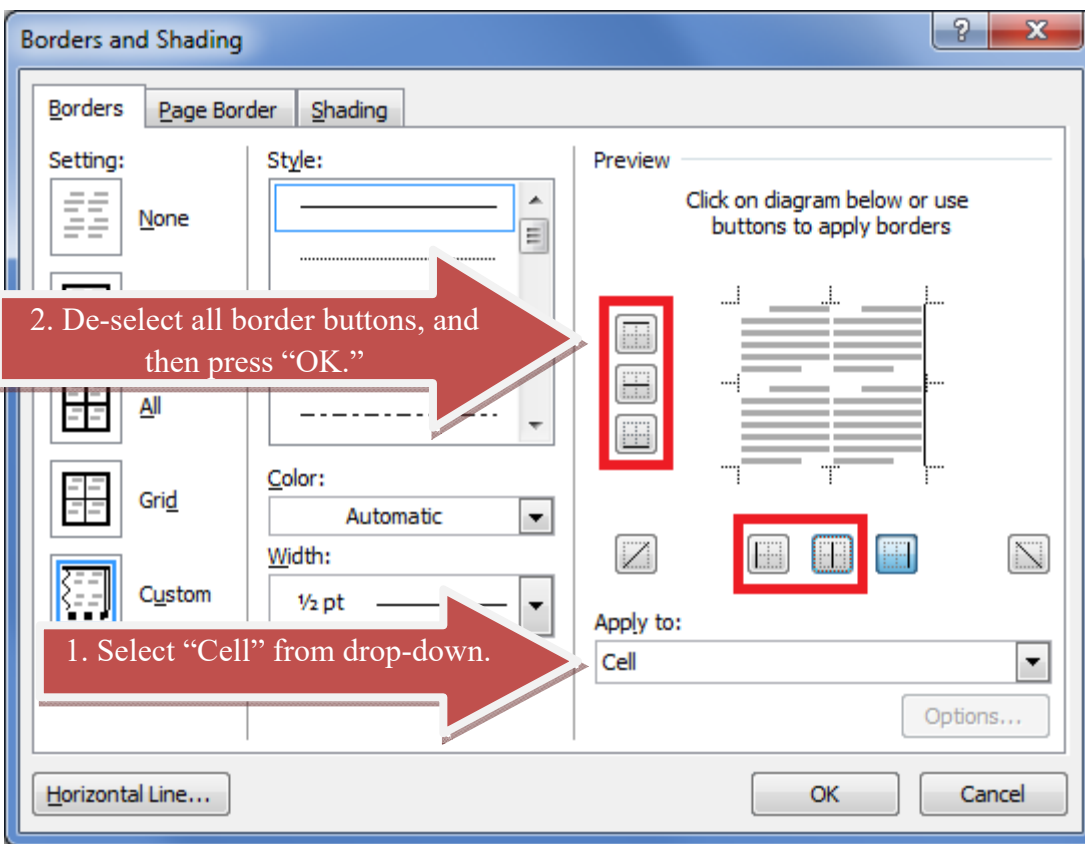 Borders and Shading
?
x
Borders
Page Border
Shading
Setting:
None
All
Grid
Custom
Style:
Color:
Automatic
Width:
½ pt
Preview
Click on diagram below or use
buttons to apply borders
2. De-select all border buttons, and
then press “OK.”
1. Select “Cell” from drop-down.
Apply to:
Cell
Options...
Horizontal Line...
OK
Cancel